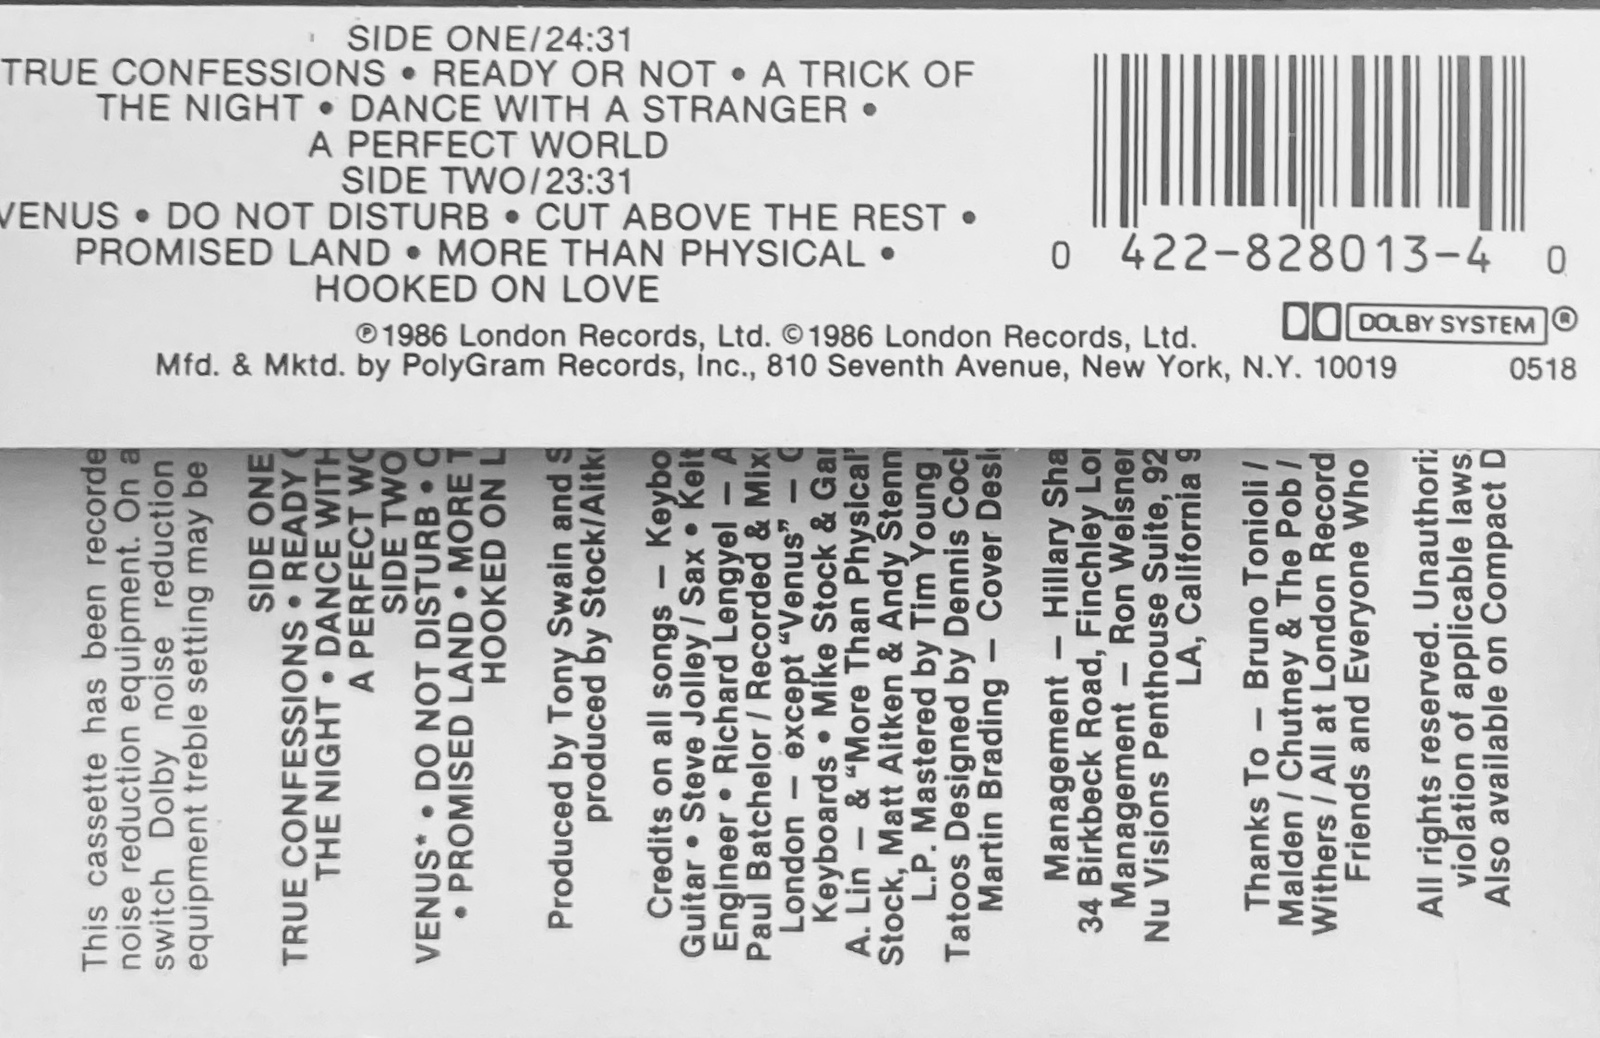 SIDE ONE/24:31
TRUE CONFESSIONS • READY OR NOT • A TRICK OF
THE NIGHT • DANCE WITH A STRANGER •
A PERFECT WORLD
SIDE TWO/23:31
VENUS • DO NOT DISTURB • CUT ABOVE THE REST •
PROMISED LAND • MORE THAN PHYSICAL •
HOOKED ON LOVE
℗1986 London Records, Ltd. ©1986 London Records, Ltd.
Mfd. & Mktd. by PolyGram Records, Inc., 810 Seventh Avenue, New York, N.Y. 10019
0 422-828013-4 0
DOLBY SYSTEM ®
0518
This cassette has been recorde
noise reduction equipment. On a
switch Dolby noise reduction
equipment treble setting may be
SIDE ONE
TRUE CONFESSIONS • READY
THE NIGHT • DANCE WITH
A PERFECT WO
SIDE TWO
VENUS* • DO NOT DISTURB • C
• PROMISED LAND • MORE T
HOOKED ON L
Produced by Tony Swain and S
produced by Stock/Aitk
Credits on all songs — Keybo
Guitar • Steve Jolley / Sax • Keit
Engineer • Richard Lengyel — A
Paul Batchelor / Recorded & Mix
London — except “Venus” —
Keyboards • Mike Stock & Gar
A. Lin — & “More Than Physical”
Stock, Matt Aitken & Andy Stenn
L.P. Mastered by Tim Young
Tatoos Designed by Dennis Coc
Martin Brading — Cover Desi
Management — Hillary Sha
34 Birkbeck Road, Finchley Lo
Management — Ron Weisner
Nu Visions Penthouse Suite, 92
LA, California 9
Thanks To — Bruno Tonioli /
Malden / Chutney & The Pob /
Withers / All at London Record
Friends and Everyone Who
All rights reserved. Unauthori
violation of applicable laws.
Also available on Compact D